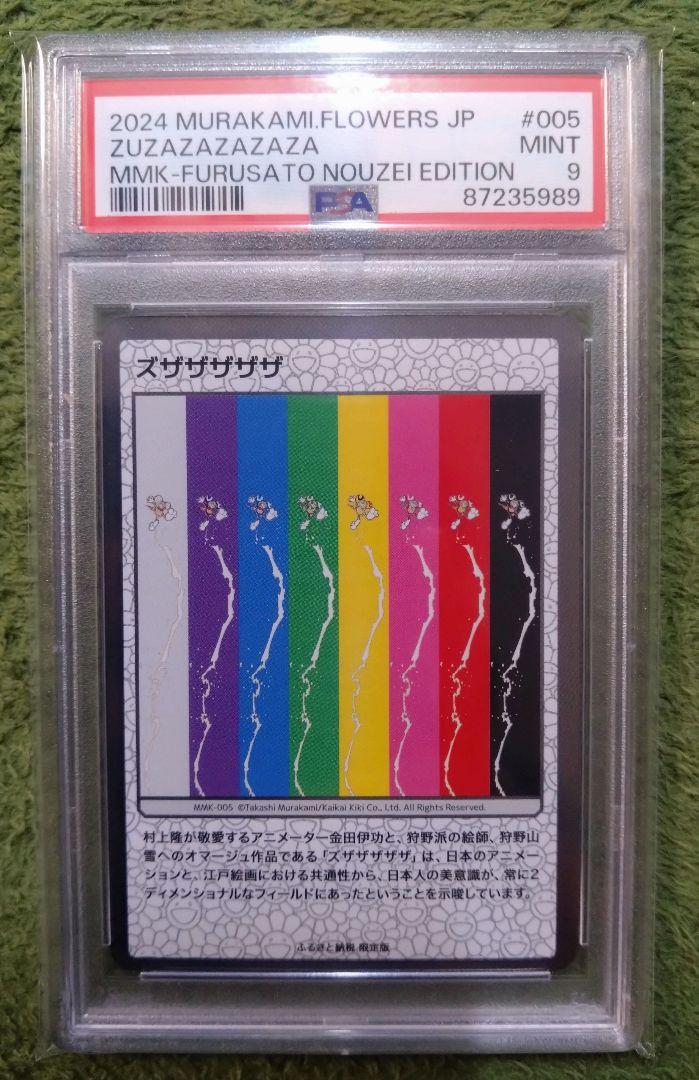 2024 MURAKAMI.FLOWERS JP #005
ZUZAZAZAZAZA MINT
MMK-FURUSATO NOUZEI EDITION 9
PSA 87235989
ズザザザザザ
MMK-005 ©Takashi Murakami/Kaikai Kiki Co., Ltd. All Rights Reserved.
村上隆が敬愛するアニメーター金田伊功と、狩野派の絵師、狩野山
雪へのオマージュ作品である「ズザザザザザ」は、日本のアニメー
ションと、江戸絵画における共通性から、日本人の美意識が、常に2
ディメンショナルなフィールドにあったということを示唆しています。
ふるさと納税 限定版